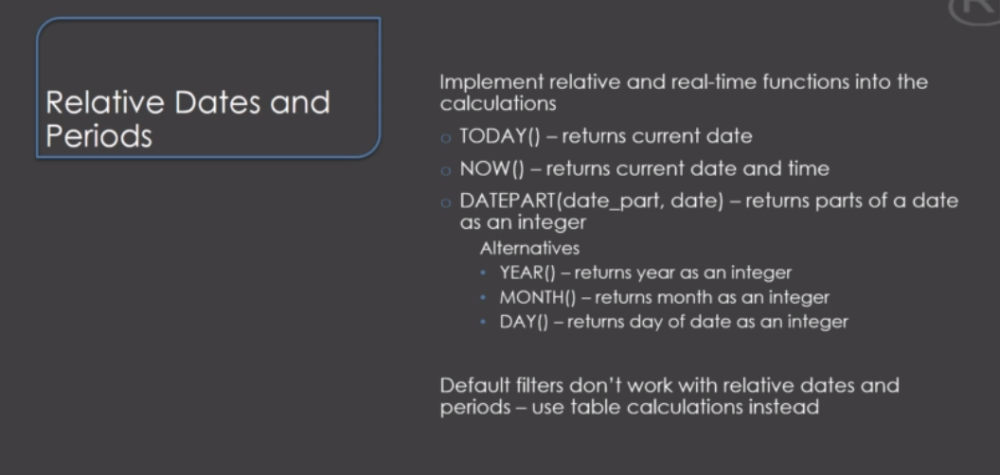 Relative Dates and
Periods
Implement relative and real-time functions into the
calculations
o TODAY() – returns current date
o NOW() – returns current date and time
o DATEPART(date_part, date) – returns parts of a date
as an integer
Alternatives
• YEAR() – returns year as an integer
• MONTH() – returns month as an integer
• DAY() – returns day of date as an integer
Default filters don't work with relative dates and
periods – use table calculations instead